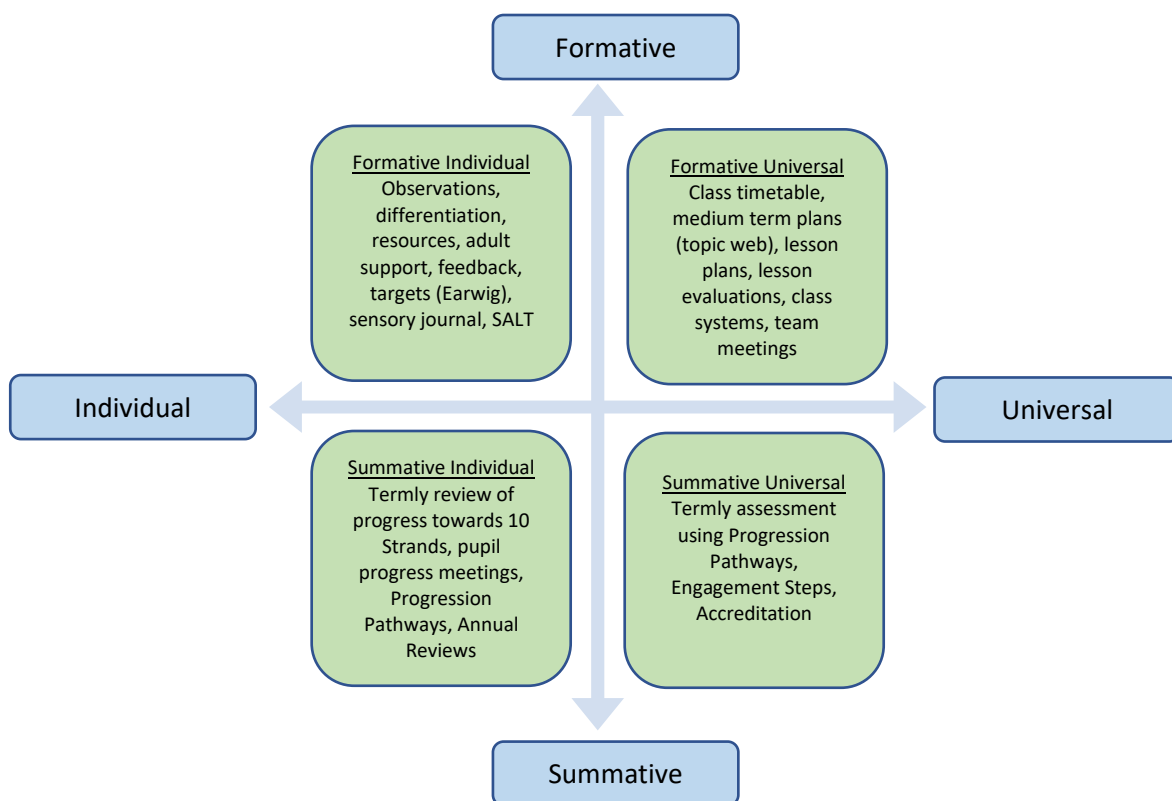 Formative
Formative Individual
Observations,
differentiation,
resources, adult
support, feedback,
targets (Earwig),
sensory journal, SALT
Formative Universal
Class timetable,
medium term plans
(topic web), lesson
plans, lesson
evaluations, class
systems, team
meetings
Individual
Universal
Summative Individual
Termly review of
progress towards 10
Strands, pupil
progress meetings,
Progression
Pathways, Annual
Reviews
Summative Universal
Termly assessment
using Progression
Pathways,
Engagement Steps,
Accreditation
Summative